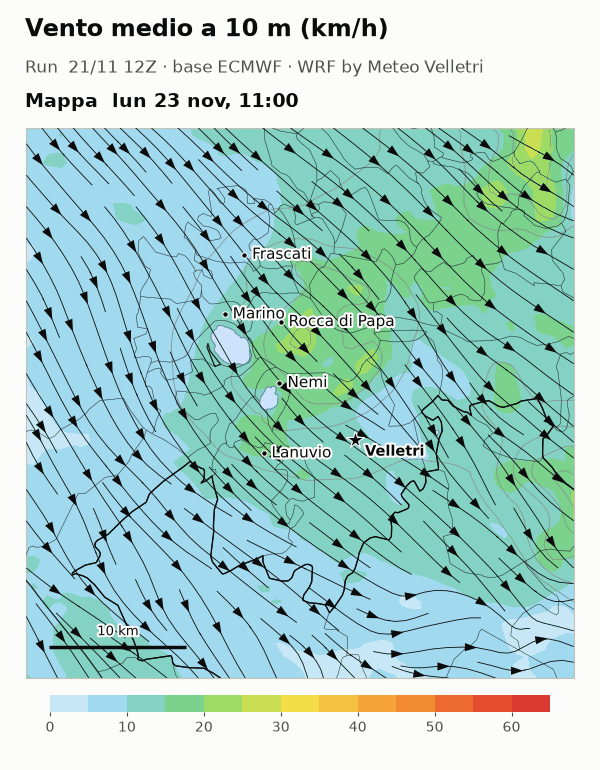 Vento medio a 10 m (km/h)
Run  21/11 12Z · base ECMWF · WRF by Meteo Velletri
Mappa  lun 23 nov, 11:00
Frascati
Marino
Rocca di Papa
Nemi
Velletri
Lanuvio
10 km
0 10 20 30 40 50 60